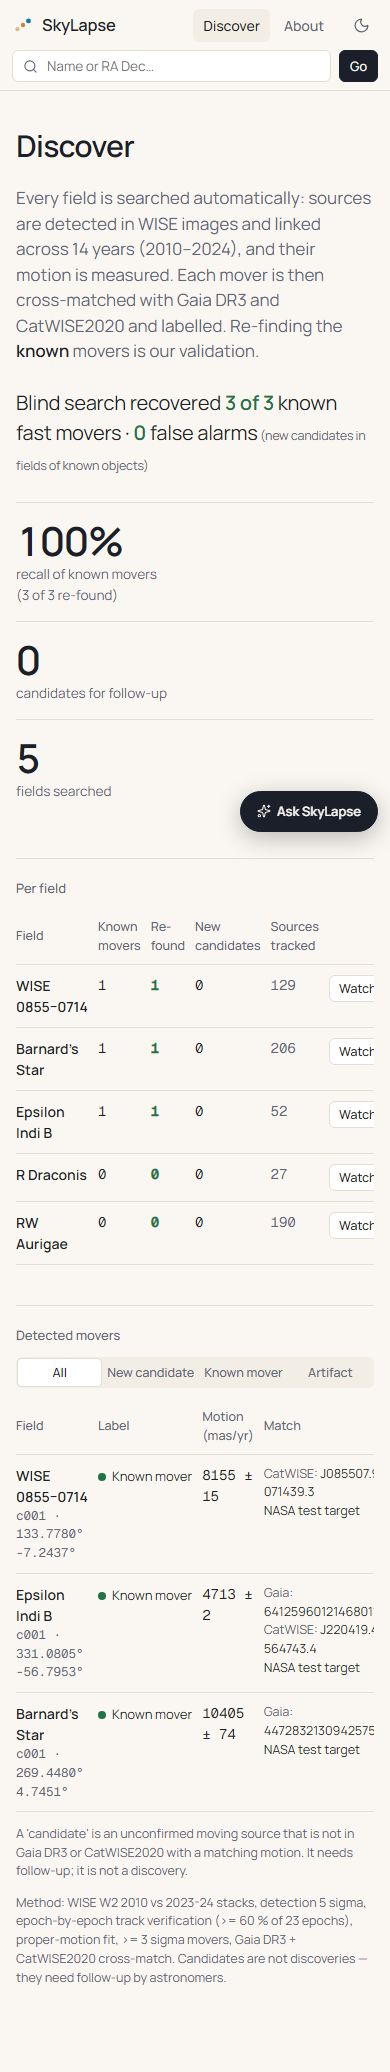 SkyLapse
Discover
About
Name or RA Dec...
Go
Discover
Every field is searched automatically: sources
are detected in WISE images and linked
across 14 years (2010–2024), and their
motion is measured. Each mover is then
cross-matched with Gaia DR3 and
CatWISE2020 and labelled. Re-finding the
known movers is our validation.
Blind search recovered 3 of 3 known
fast movers · 0 false alarms (new candidates in
fields of known objects)
100%
recall of known movers
(3 of 3 re-found)
0
candidates for follow-up
5
fields searched
Ask SkyLapse
Per field
Field Known movers Re-found New candidates Sources tracked
WISE 0855−0714 1 1 0 129 Watch
Barnard's Star 1 1 0 206 Watch
Epsilon Indi B 1 1 0 52 Watch
R Draconis 0 0 0 27 Watch
RW Aurigae 0 0 0 190 Watch
Detected movers
All New candidate Known mover Artifact
Field Label Motion (mas/yr) Match
WISE Known mover 8155 ± CatWISE: J085507.
0855−0714 15 071439.3
c001 · NASA test target
133.7780°
-7.2437°
Epsilon Known mover 4713 ± Gaia:
Indi B 2 641259601214680
c001 · CatWISE: J220419.
331.0805° 564743.4
-56.7953° NASA test target
Barnard's Known mover 10405 Gaia:
Star ± 74 4472832130942575
c001 · NASA test target
269.4480°
4.7451°
A 'candidate' is an unconfirmed moving source that is not in
Gaia DR3 or CatWISE2020 with a matching motion. It needs
follow-up; it is not a discovery.
Method: WISE W2 2010 vs 2023-24 stacks, detection 5 sigma,
epoch-by-epoch track verification (>= 60 % of 23 epochs),
proper-motion fit, >= 3 sigma movers, Gaia DR3 +
CatWISE2020 cross-match. Candidates are not discoveries —
they need follow-up by astronomers.